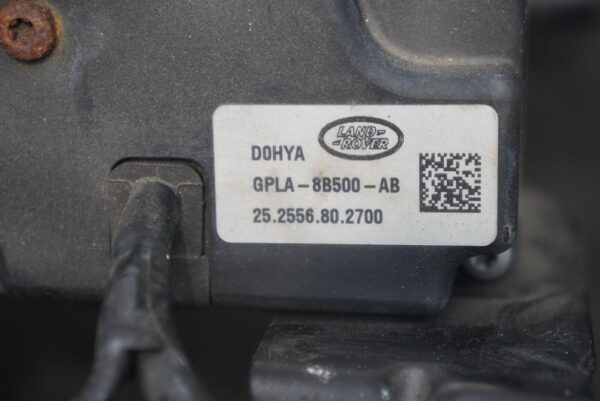 LAND-
-ROVER
D0HYA
GPLA-8B500-AB
25.2556.80.2700